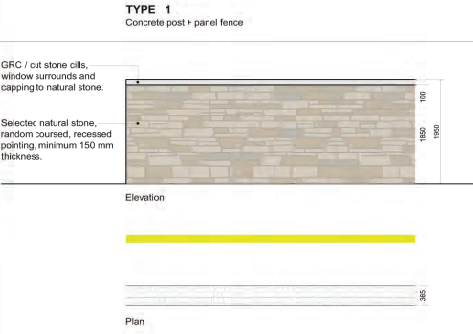 TYPE 1
Concrete post + panel fence
GRC / cut stone cills,
window surrounds and
capping to natural stone.
Selected natural stone,
random coursed, recessed
pointing, minimum 150 mm
thickness.
100
1850
1950
Elevation
365
Plan